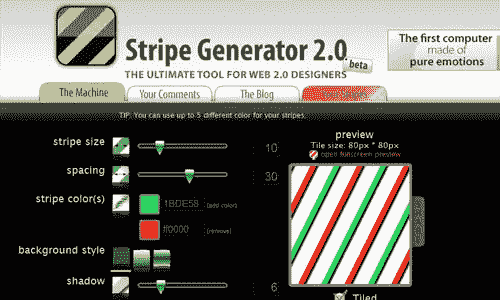 Stripe Generator 2.0
beta
THE ULTIMATE TOOL FOR WEB 2.0 DESIGNERS
The first computer
made of
pure emotions
The Machine
Your Comments
The Blog
TIP: You can use up to 5 different color for your stripes.
stripe size
10
spacing
30
stripe color(s)
1BDE58
[add color]
ff0000
[remove]
background style
shadow
6
preview
Tile size: 80px * 80px
open fullscreen preview
Tiled